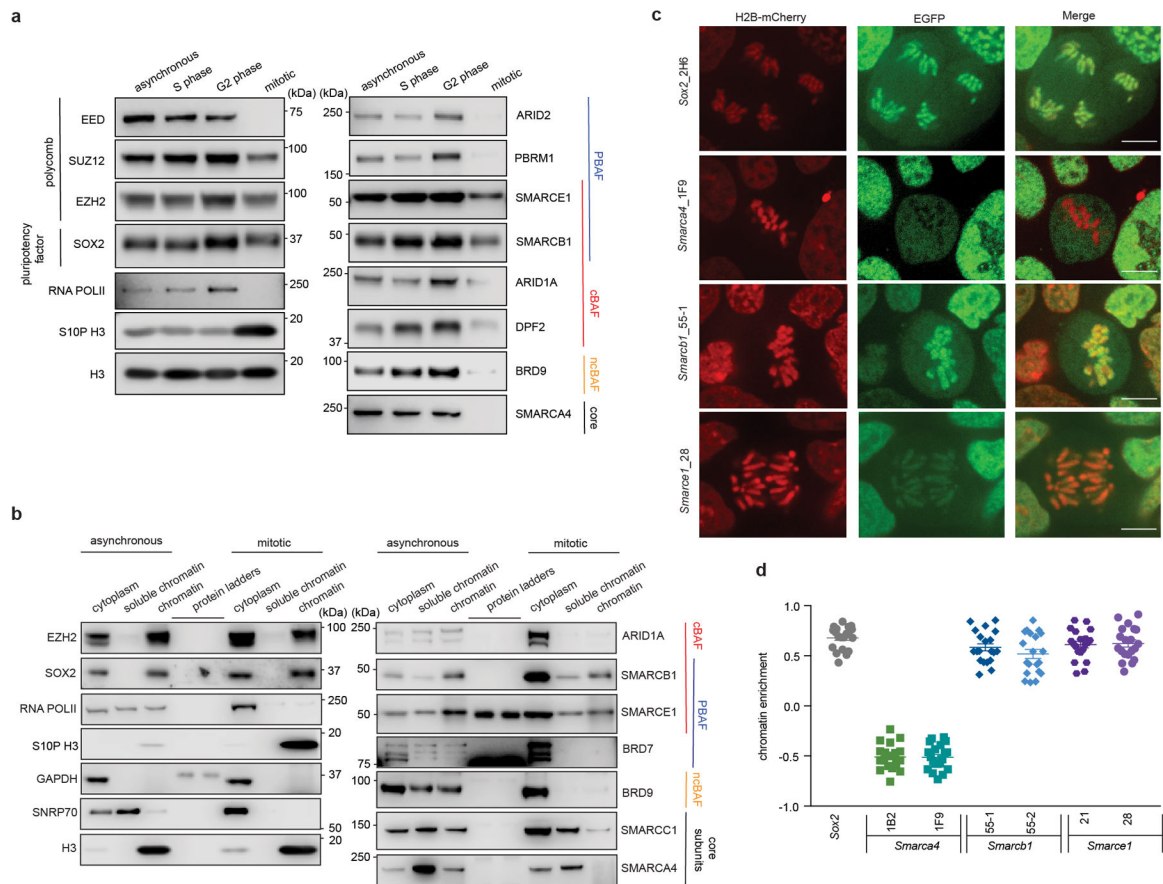 a
asynchronous
S phase
G2 phase
mitotic
(kDa)
(kDa)
asynchronous
S phase
G2 phase
mitotic
polycomb
EED
75
SUZ12
100
EZH2
100
pluripotency
factor
SOX2
37
RNA POLII
250
S10P H3
20
H3
20
250
ARID2
150
PBRM1
50
SMARCE1
50
SMARCB1
250
ARID1A
37
DPF2
100
BRD9
250
SMARCA4
PBAF
cBAF
ncBAF
core
b
asynchronous
mitotic
cytoplasm
soluble chromatin
chromatin
protein ladders
cytoplasm
soluble chromatin
chromatin
(kDa)
EZH2
100
SOX2
37
RNA POLII
250
S10P H3
20
GAPDH
37
SNRP70
50
H3
20
asynchronous
mitotic
(kDa)
cytoplasm
soluble chromatin
chromatin
protein ladders
cytoplasm
soluble chromatin
chromatin
250
ARID1A
50
SMARCB1
50
SMARCE1
75
BRD7
100
BRD9
150
SMARCC1
250
SMARCA4
cBAF
PBAF
ncBAF
core
subunits
c
H2B-mCherry
EGFP
Merge
Sox2_2H6
Smarca4_1F9
Smarcb1_55-1
Smarce1_28
d
chromatin enrichment
1.0
0.5
0.0
-0.5
-1.0
Sox2
1B2
1F9
55-1
55-2
21
28
Smarca4
Smarcb1
Smarce1